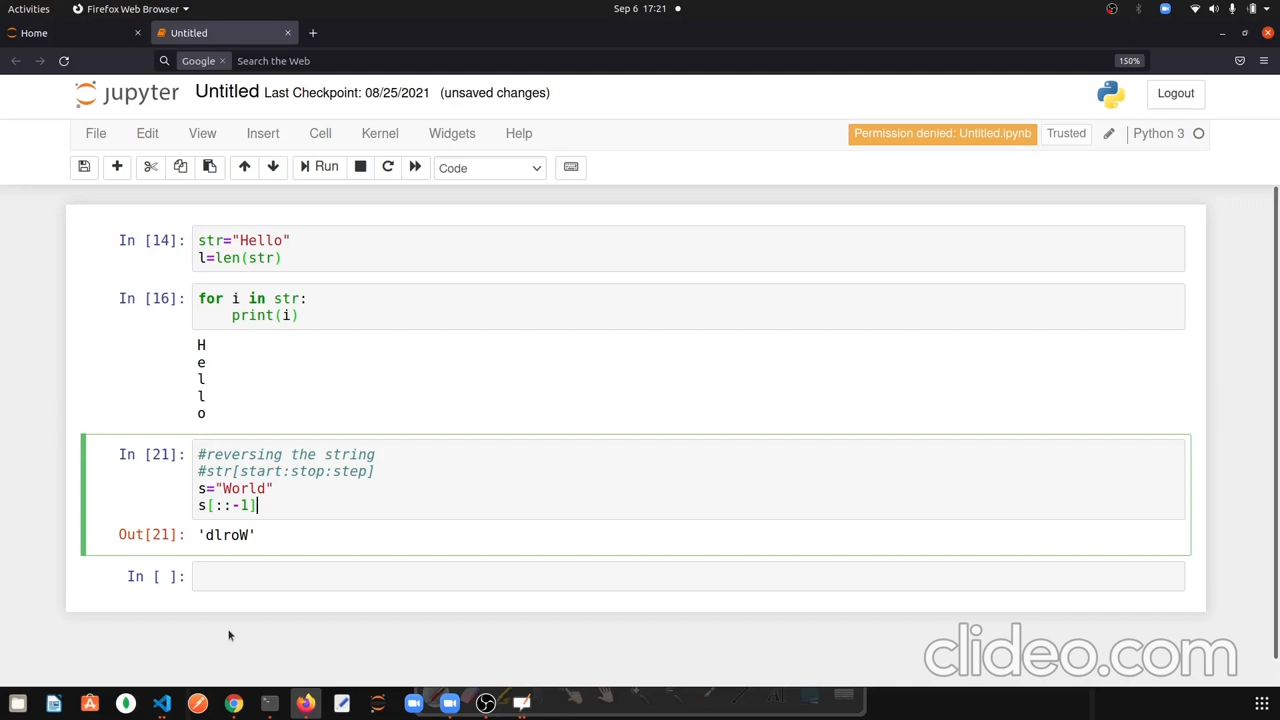 Activities
Firefox Web Browser
Sep 6 17:21
Home
Untitled
Google
Search the Web
150%
jupyter
Untitled Last Checkpoint: 08/25/2021 (unsaved changes)
Logout
File Edit View Insert Cell Kernel Widgets Help
Permission denied: Untitled.ipynb
Trusted
Python 3
Run
Code
In [14]:
str="Hello"
l=len(str)
In [16]:
for i in str:
    print(i)
H
e
l
l
o
In [21]:
#reversing the string
#str[start:stop:step]
s="World"
s[::-1]
Out[21]: 'dlroW'
In [ ]:
clideo.com